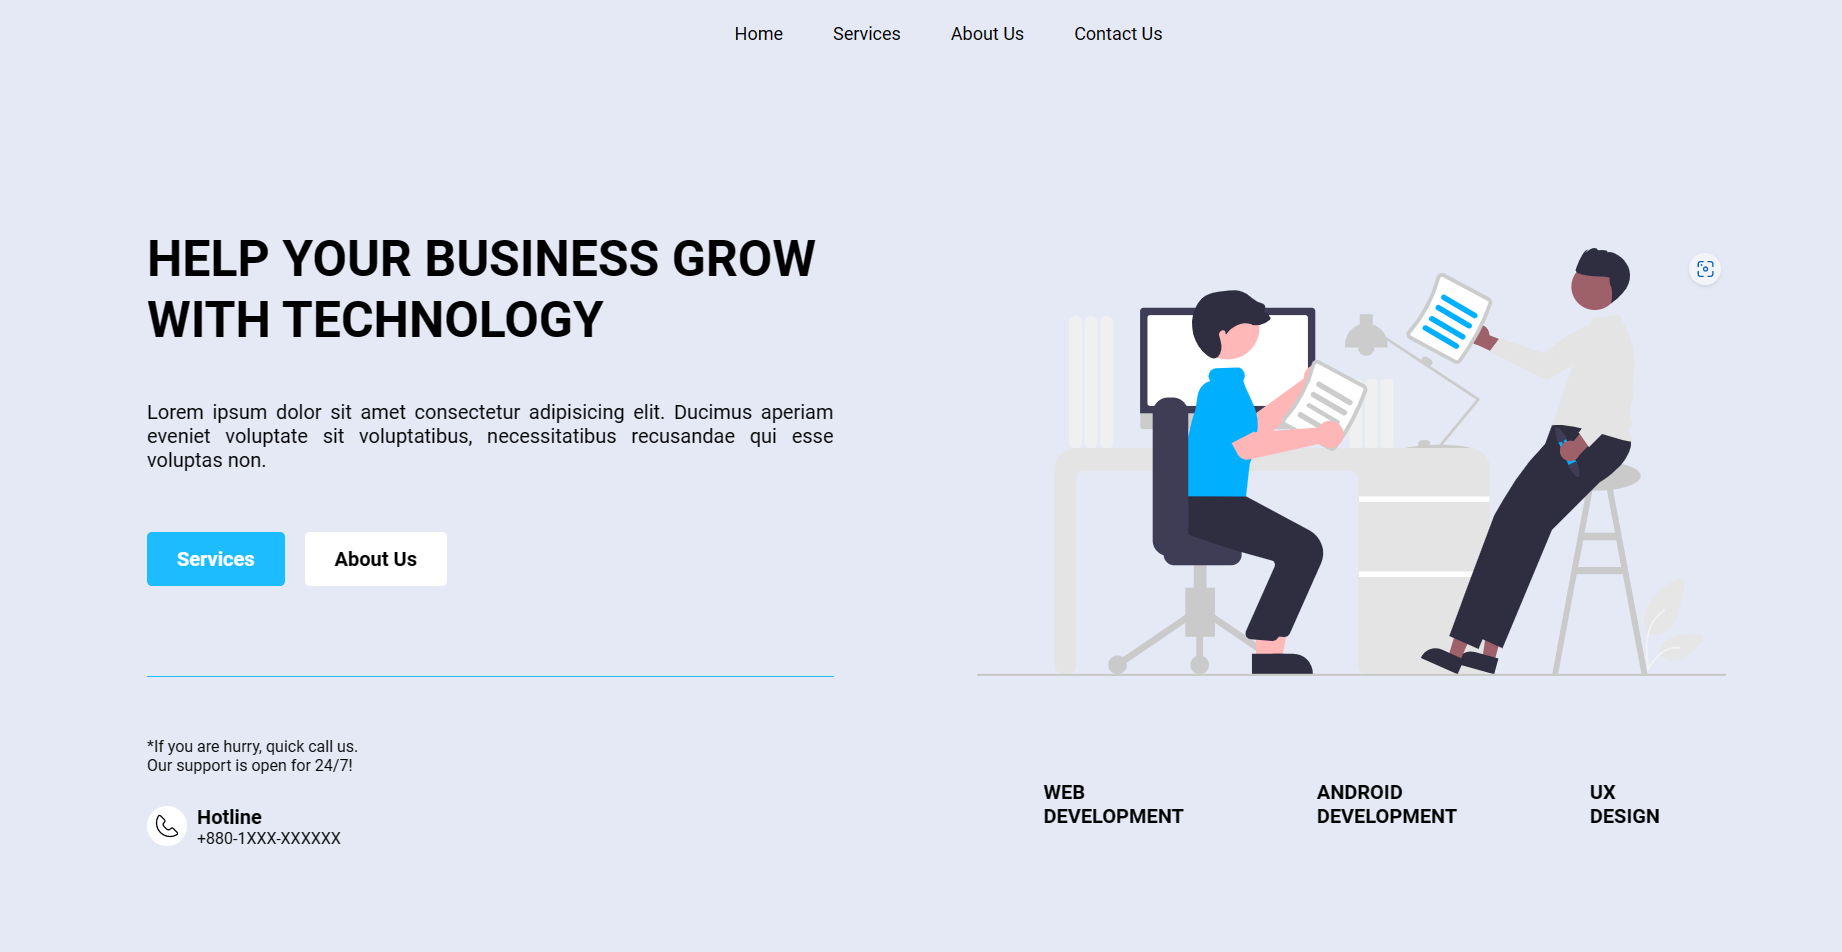 Home Services About Us Contact Us
HELP YOUR BUSINESS GROW
WITH TECHNOLOGY
Lorem ipsum dolor sit amet consectetur adipisicing elit. Ducimus aperiam
eveniet voluptate sit voluptatibus, necessitatibus recusandae qui esse
voluptas non.
Services About Us
*If you are hurry, quick call us.
Our support is open for 24/7!
Hotline
+880-1XXX-XXXXXX
WEB
DEVELOPMENT
ANDROID
DEVELOPMENT
UX
DESIGN